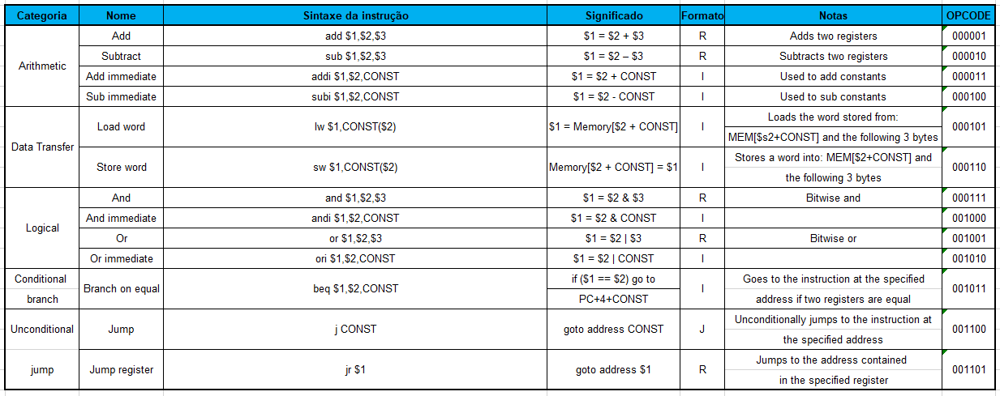 Categoria Nome Sintaxe da instrução Significado Formato Notas OPCODE
Arithmetic
Add add $1,$2,$3 $1 = $2 + $3 R Adds two registers 000001
Subtract sub $1,$2,$3 $1 = $2 – $3 R Subtracts two registers 000010
Add immediate addi $1,$2,CONST $1 = $2 + CONST I Used to add constants 000011
Sub immediate subi $1,$2,CONST $1 = $2 - CONST I Used to sub constants 000100
Data Transfer
Load word lw $1,CONST($2) $1 = Memory[$2 + CONST] I Loads the word stored from:
MEM[$s2+CONST] and the following 3 bytes 000101
Store word sw $1,CONST($2) Memory[$2 + CONST] = $1 I Stores a word into: MEM[$2+CONST] and
the following 3 bytes 000110
Logical
And and $1,$2,$3 $1 = $2 & $3 R Bitwise and 000111
And immediate andi $1,$2,CONST $1 = $2 & CONST I 001000
Or or $1,$2,$3 $1 = $2 | $3 R Bitwise or 001001
Or immediate ori $1,$2,CONST $1 = $2 | CONST I 001010
Conditional
branch
Branch on equal beq $1,$2,CONST if ($1 == $2) go to
PC+4+CONST I Goes to the instruction at the specified
address if two registers are equal 001011
Unconditional Jump j CONST goto address CONST J Unconditionally jumps to the instruction at
the specified address 001100
jump Jump register jr $1 goto address $1 R Jumps to the address contained
in the specified register 001101